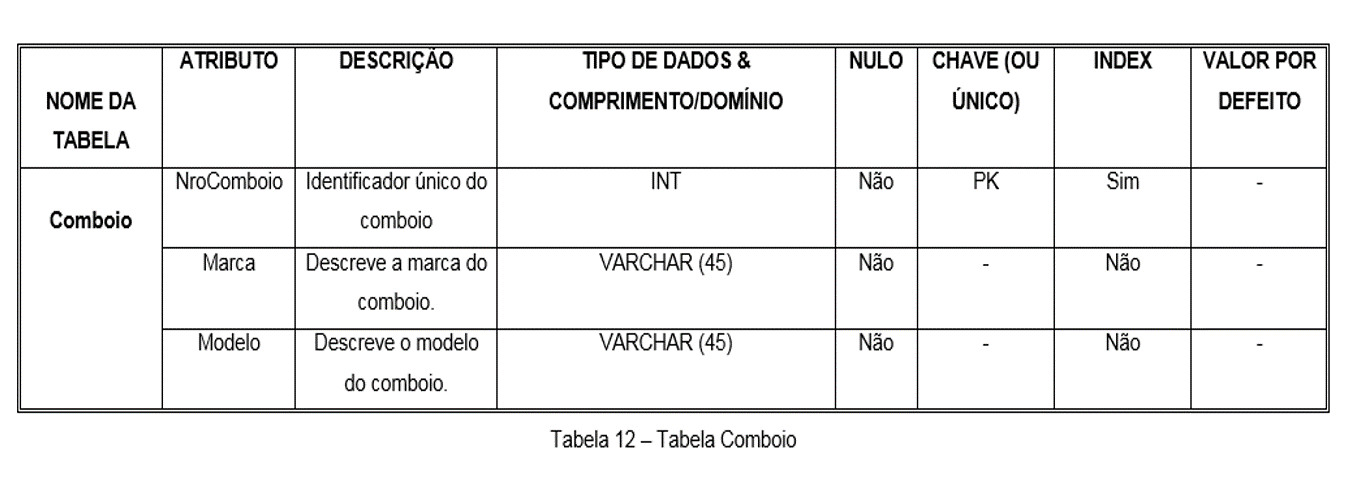 NOME DA TABELA ATRIBUTO DESCRIÇÃO TIPO DE DADOS & COMPRIMENTO/DOMÍNIO NULO CHAVE (OU ÚNICO) INDEX VALOR POR DEFEITO
Comboio NroComboio Identificador único do comboio INT Não PK Sim -
Marca Descreve a marca do comboio. VARCHAR (45) Não - Não -
Modelo Descreve o modelo do comboio. VARCHAR (45) Não - Não -
Tabela 12 – Tabela Comboio